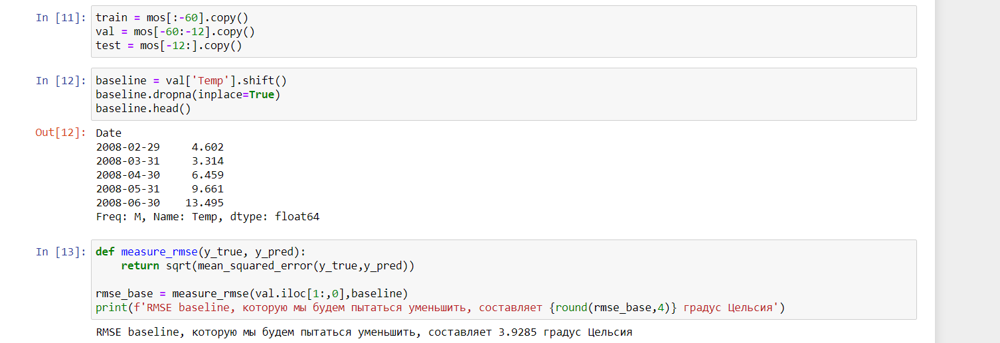 In [11]: train = mos[:-60].copy()
val = mos[-60:-12].copy()
test = mos[-12:].copy()
In [12]: baseline = val['Temp'].shift()
baseline.dropna(inplace=True)
baseline.head()
Out[12]: Date
2008-02-29     4.602
2008-03-31     3.314
2008-04-30     6.459
2008-05-31     9.661
2008-06-30    13.495
Freq: M, Name: Temp, dtype: float64
In [13]: def measure_rmse(y_true, y_pred):
    return sqrt(mean_squared_error(y_true,y_pred))
rmse_base = measure_rmse(val.iloc[1:,0],baseline)
print(f'RMSE baseline, которую мы будем пытаться уменьшить, составляет {round(rmse_base,4)} градус Цельсия')
RMSE baseline, которую мы будем пытаться уменьшить, составляет 3.9285 градус Цельсия